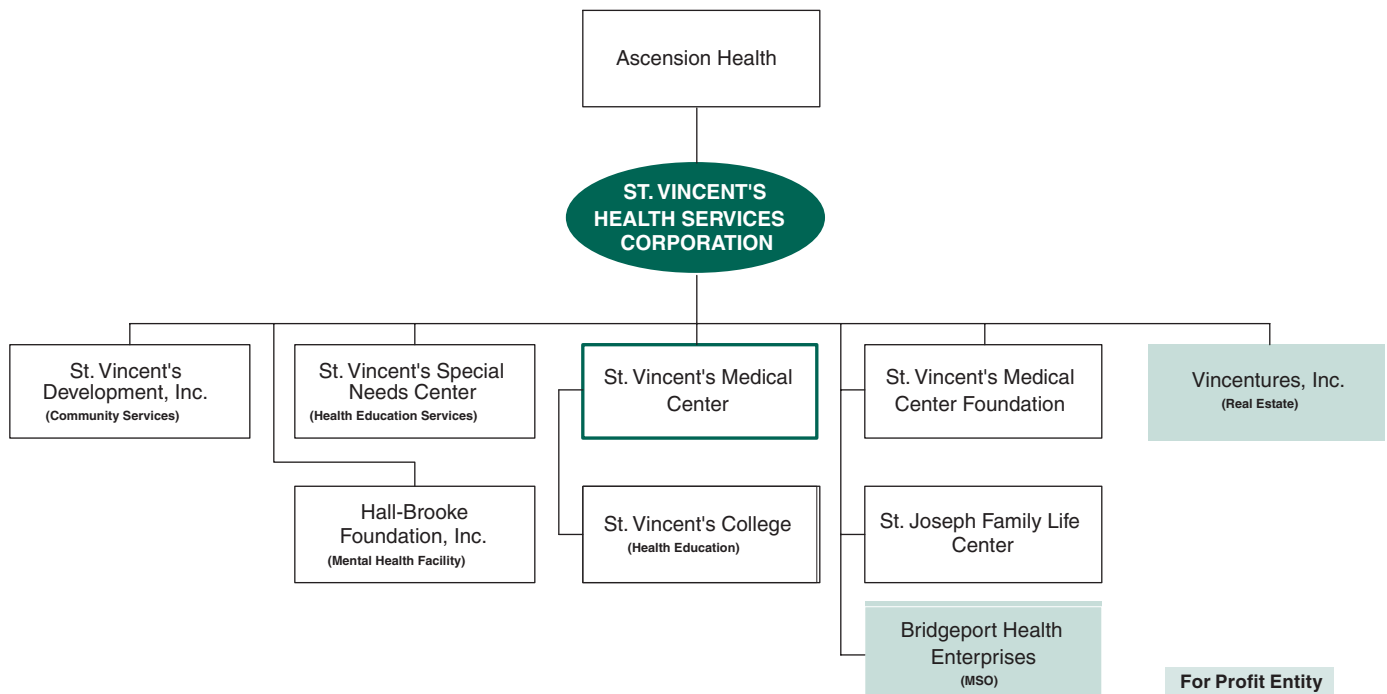 Ascension Health
ST. VINCENT'S
HEALTH SERVICES
CORPORATION
St. Vincent's
Development, Inc.
(Community Services)
St. Vincent's Special
Needs Center
(Health Education Services)
St. Vincent's Medical
Center
St. Vincent's Medical
Center Foundation
Vincentures, Inc.
(Real Estate)
Hall-Brooke
Foundation, Inc.
(Mental Health Facility)
St. Vincent's College
(Health Education)
St. Joseph Family Life
Center
Bridgeport Health
Enterprises
(MSO)
For Profit Entity